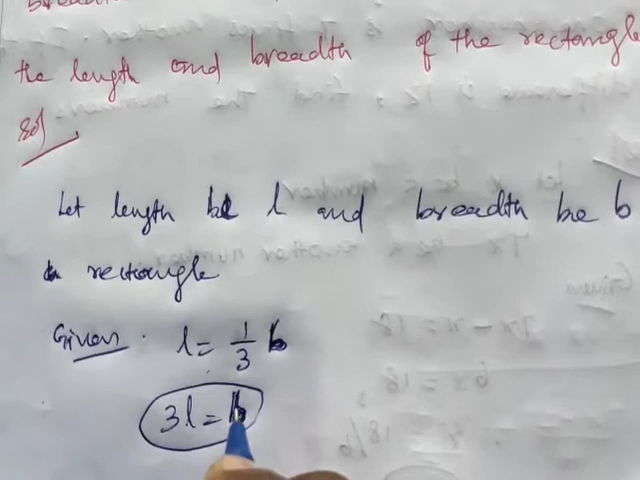 the length and breadth of the rectangle
Sol
Let length be l and breadth be b
rectangle
Given. l = 1/3 b
3l = b